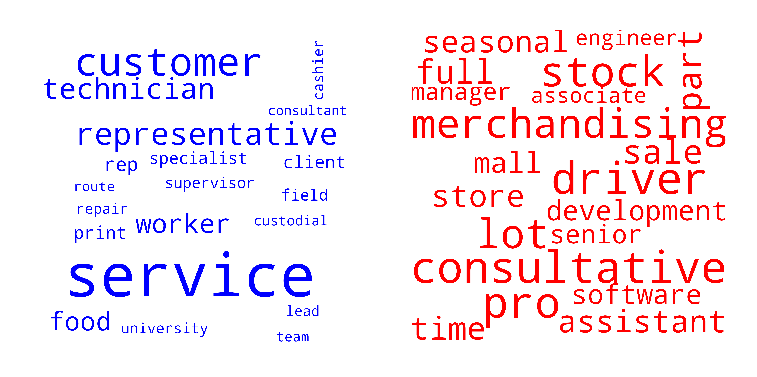 customer
cashier
technician
consultant
representative
rep
specialist
client
route
supervisor
field
repair
worker
custodial
print
service
food
university
lead
team
seasonal
engineer
full
stock
part
manager
associate
merchandising
mall
sale
store
driver
development
lot
senior
consultative
pro
software
time
assistant